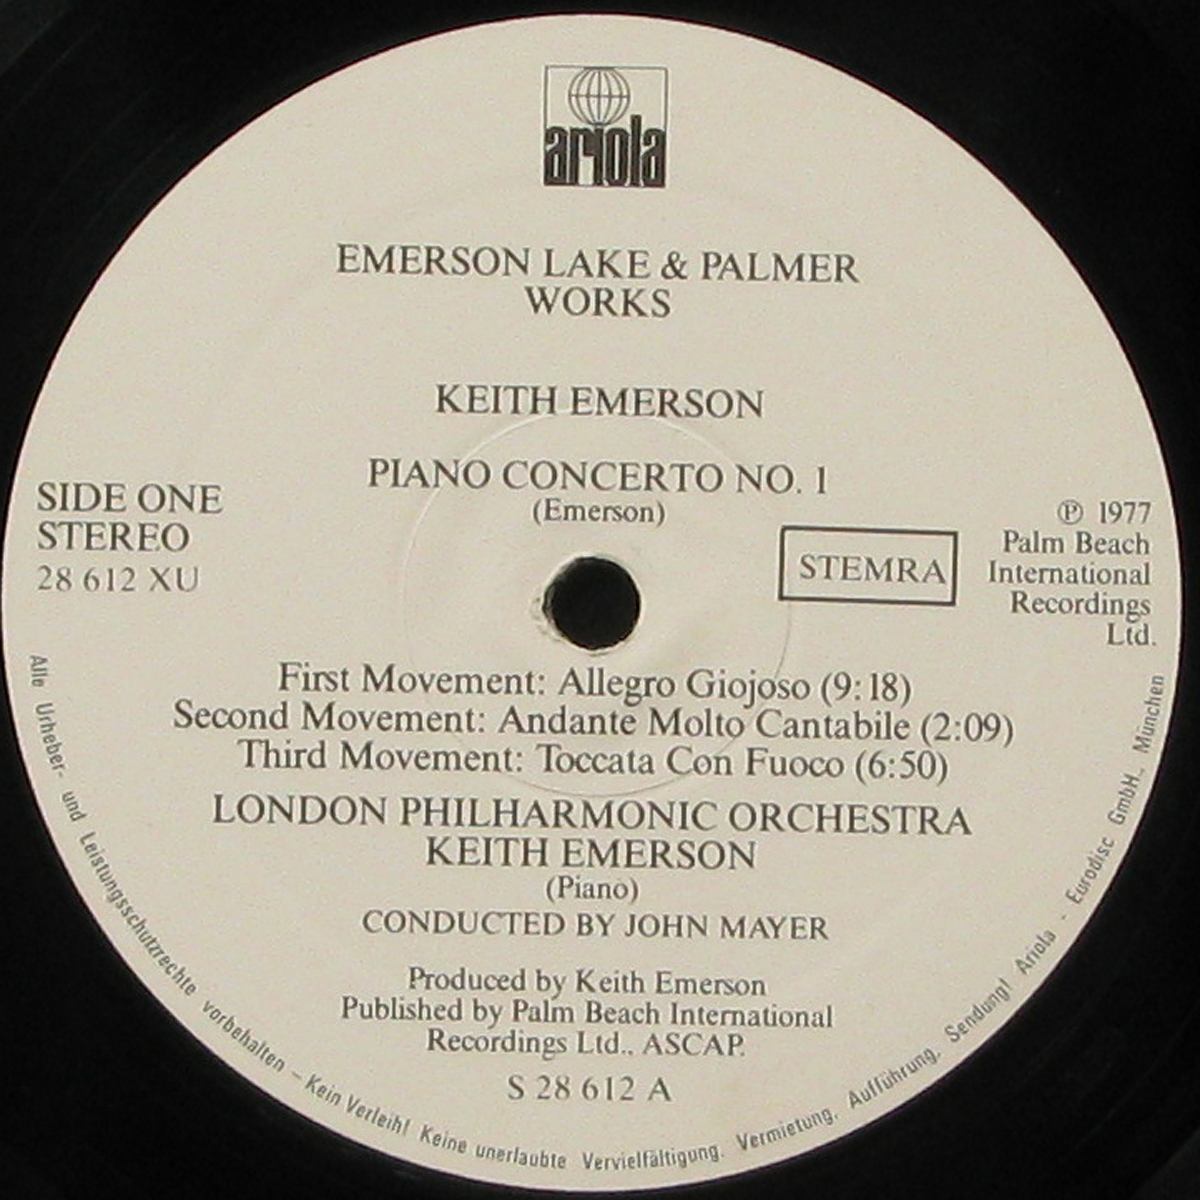 ariola
EMERSON LAKE & PALMER
WORKS
KEITH EMERSON
PIANO CONCERTO NO. 1
(Emerson)
SIDE ONE
STEREO
28 612 XU
STEMRA
℗ 1977
Palm Beach
International
Recordings
Ltd.
First Movement: Allegro Giojoso (9:18)
Second Movement: Andante Molto Cantabile (2:09)
Third Movement: Toccata Con Fuoco (6:50)
LONDON PHILHARMONIC ORCHESTRA
KEITH EMERSON
(Piano)
CONDUCTED BY JOHN MAYER
Produced by Keith Emerson
Published by Palm Beach International
Recordings Ltd., ASCAP.
S 28 612 A
Alle Urheber- und Leistungsschutzrechte vorbehalten – Kein Verleih! Keine unerlaubte Vervielfältigung, Vermietung, Aufführung, Sendung! Ariola - Eurodisc GmbH., München